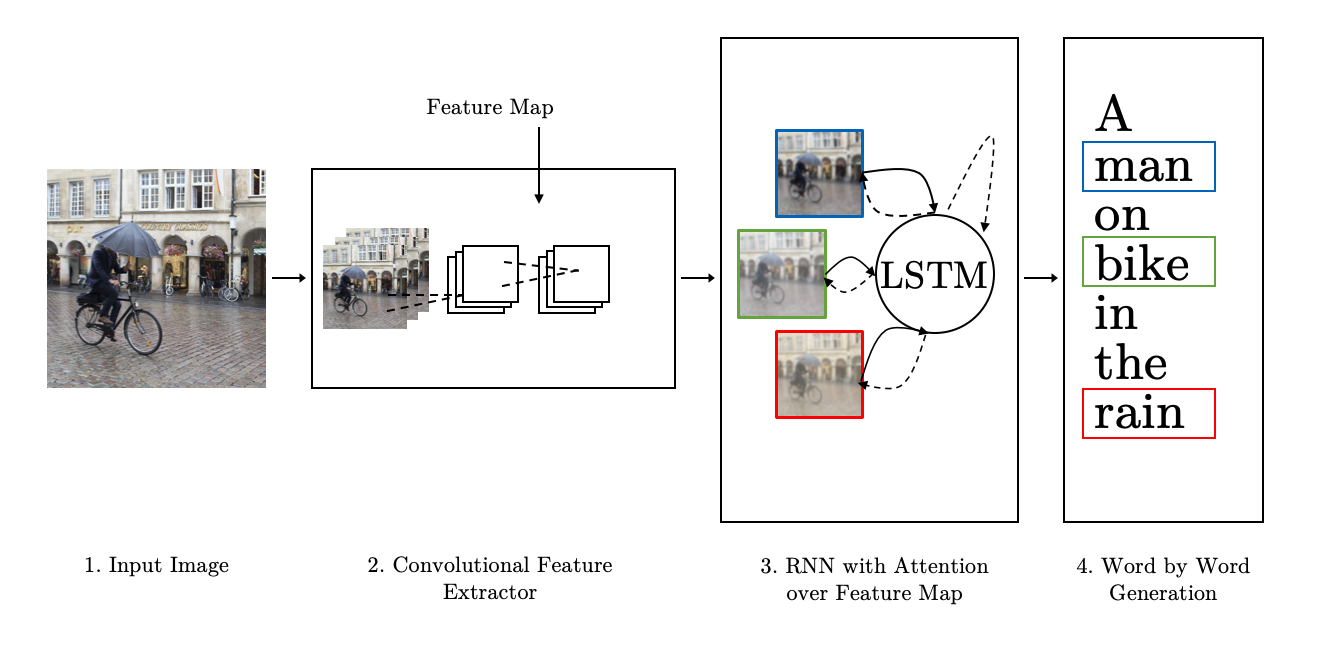 Feature Map
LSTM
A
man
on
bike
in
the
rain
1. Input Image
2. Convolutional Feature
Extractor
3. RNN with Attention
over Feature Map
4. Word by Word
Generation